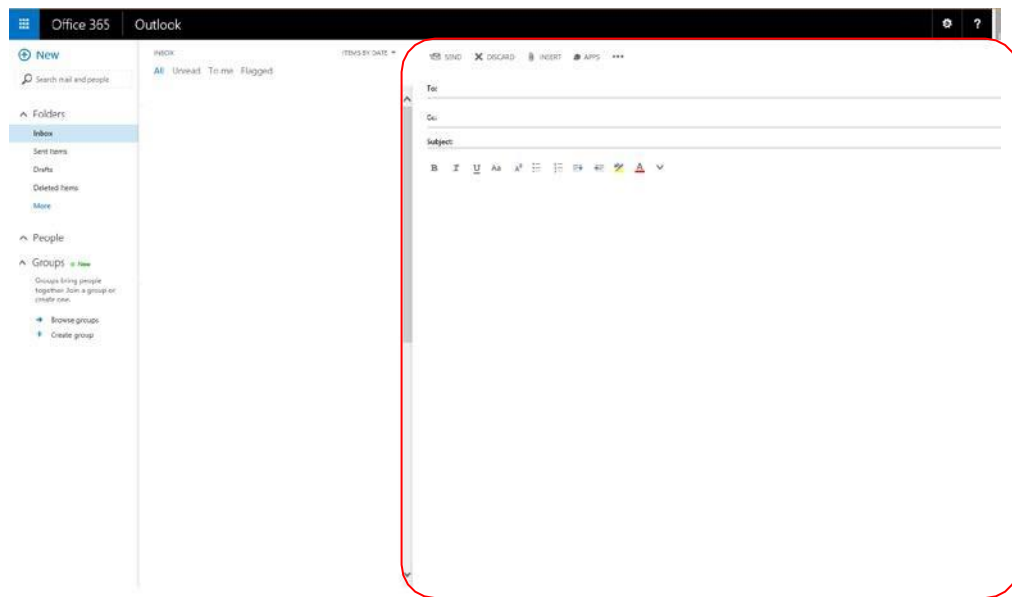 Office 365 Outlook ?
New
Search mail and people
Folders
Inbox
Sent Items
Drafts
Deleted Items
More
People
Groups New
Groups bring people
together. Join a group or
create one.
Browse groups
Create group
INBOX ITEMS BY DATE
All Unread To me Flagged
SEND DISCARD INSERT APPS •••
To:
Cc:
Subject:
B I U Aa A